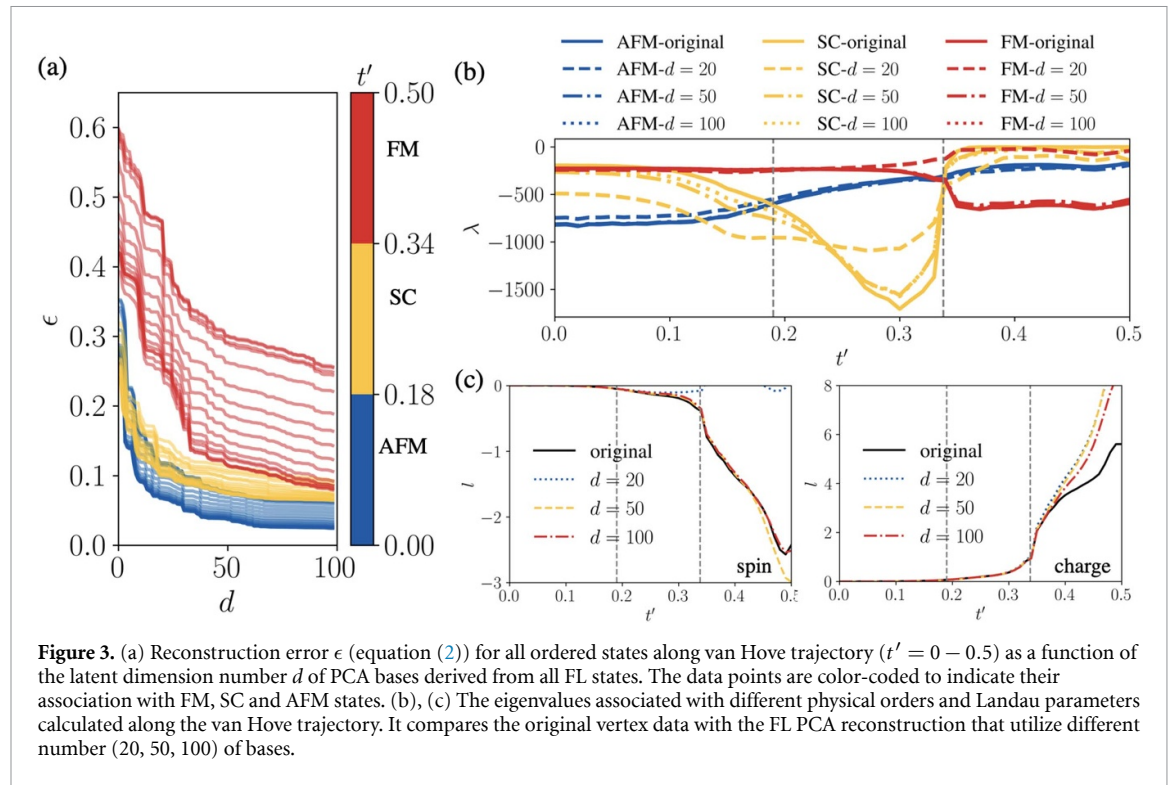 (a)
t′
0.50
FM
0.34
SC
0.18
AFM
0.00
0.6
0.5
0.4
0.3
0.2
0.1
0.0
ϵ
0
50
100
d
AFM-original
SC-original
FM-original
AFM-d = 20
SC-d = 20
FM-d = 20
AFM-d = 50
SC-d = 50
FM-d = 50
AFM-d = 100
SC-d = 100
FM-d = 100
(b)
0
−500
−1000
−1500
λ
0.0
0.1
0.2
0.3
0.4
0.5
t′
(c)
0
−1
−2
−3
l
original
d = 20
d = 50
d = 100
spin
0.0
0.1
0.2
0.3
0.4
0.5
t′
8
6
4
2
0
l
original
d = 20
d = 50
d = 100
charge
0.0
0.1
0.2
0.3
0.4
0.5
t′
Figure 3. (a) Reconstruction error ϵ (equation (2)) for all ordered states along van Hove trajectory (t′ = 0 − 0.5) as a function of
the latent dimension number d of PCA bases derived from all FL states. The data points are color-coded to indicate their
association with FM, SC and AFM states. (b), (c) The eigenvalues associated with different physical orders and Landau parameters
calculated along the van Hove trajectory. It compares the original vertex data with the FL PCA reconstruction that utilize different
number (20, 50, 100) of bases.